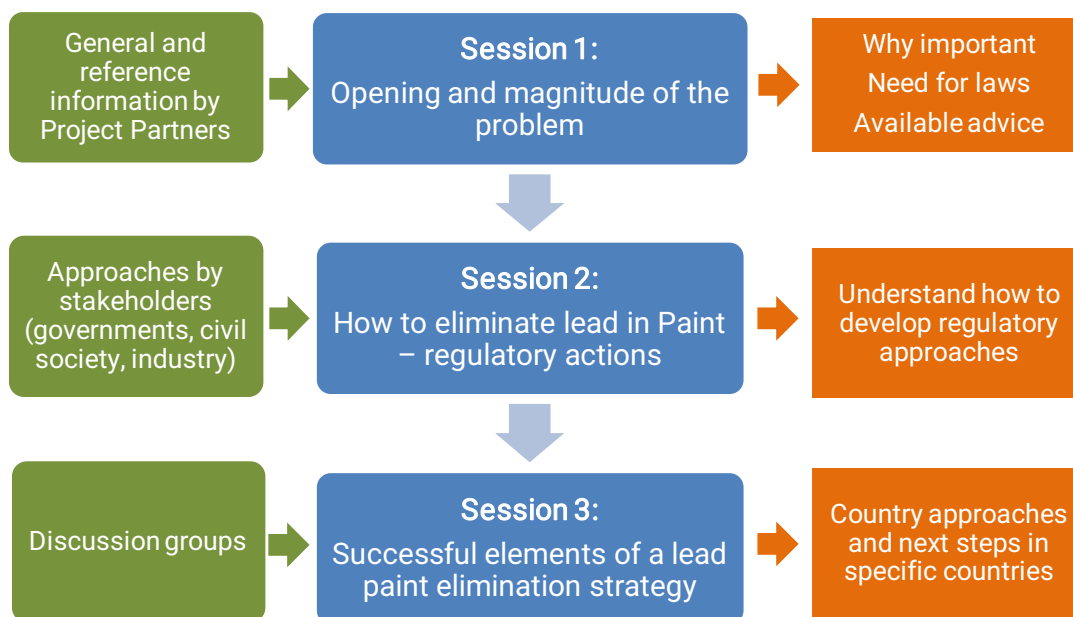 General and
reference
information by
Project Partners
Session 1:
Opening and magnitude of the
problem
Why important
Need for laws
Available advice
Approaches by
stakeholders
(governments, civil
society, industry)
Session 2:
How to eliminate lead in Paint
– regulatory actions
Understand how to
develop regulatory
approaches
Discussion groups
Session 3:
Successful elements of a lead
paint elimination strategy
Country approaches
and next steps in
specific countries